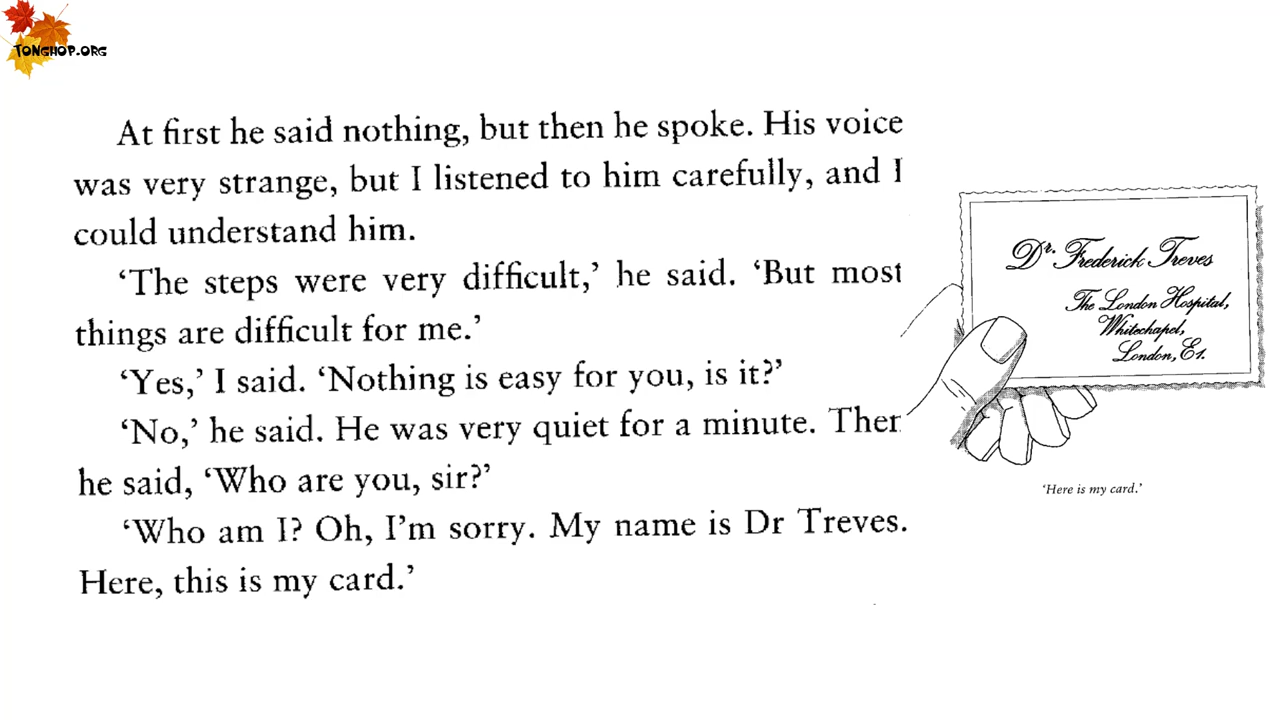 TONGHOP.ORG
At first he said nothing, but then he spoke. His voice
was very strange, but I listened to him carefully, and I
could understand him.
‘The steps were very difficult,’ he said. ‘But most
things are difficult for me.’
‘Yes,’ I said. ‘Nothing is easy for you, is it?’
‘No,’ he said. He was very quiet for a minute. Then
he said, ‘Who are you, sir?’
‘Who am I? Oh, I’m sorry. My name is Dr Treves.
Here, this is my card.’
Dr. Frederick Treves
The London Hospital,
Whitechapel,
London, E1.
‘Here is my card.’